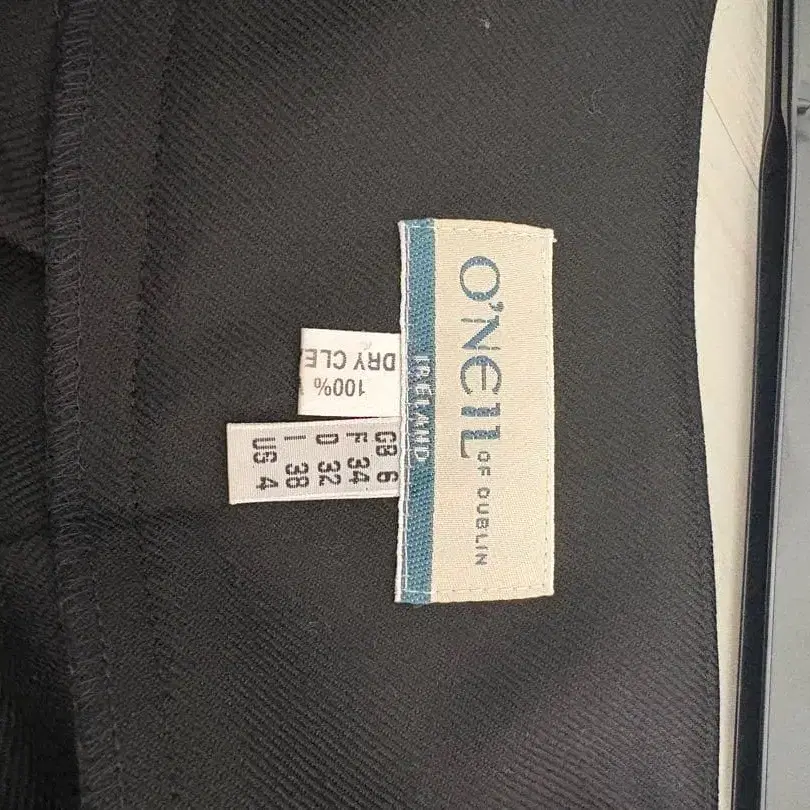 O'NEIL OF DUBLIN
IRELAND
GB 6
F 34
D 32
I 38
US 4
100%
DRY CLE